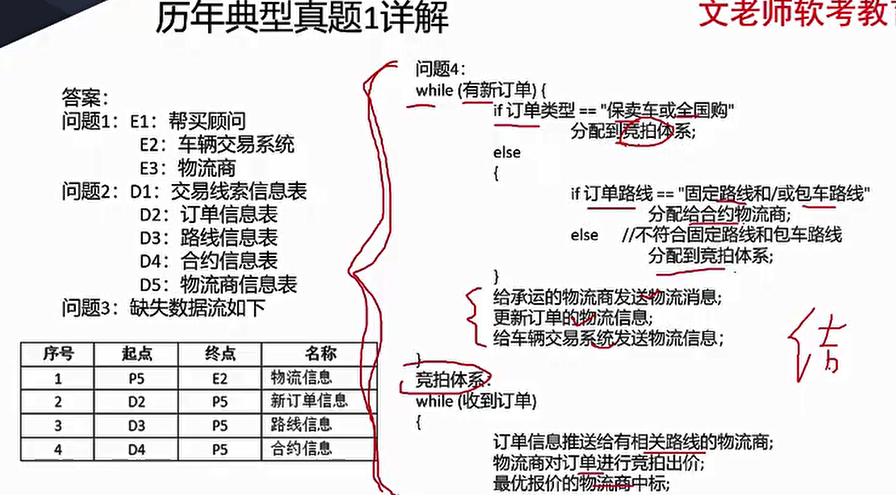 历年典型真题1详解
文老师软考教育
答案：
问题1：E1：帮买顾问
E2：车辆交易系统
E3：物流商
问题2：D1：交易线索信息表
D2：订单信息表
D3：路线信息表
D4：合约信息表
D5：物流商信息表
问题3：缺失数据流如下
序号 起点 终点 名称
1 P5 E2 物流信息
2 D2 P5 新订单信息
3 D3 P5 路线信息
4 D4 P5 合约信息
问题4：
while (有新订单) {
if 订单类型 == "保卖车或全国购"
分配到竞拍体系;
else
{
if 订单路线 == "固定路线和/或包车路线"
分配给合约物流商;
else //不符合固定路线和包车路线
分配到竞拍体系;
}
给承运的物流商发送物流消息;
更新订单的物流信息;
给车辆交易系统发送物流信息;
}
竞拍体系:
while (收到订单)
{
订单信息推送给有相关路线的物流商;
物流商对订单进行竞拍出价;
最优报价的物流商中标;